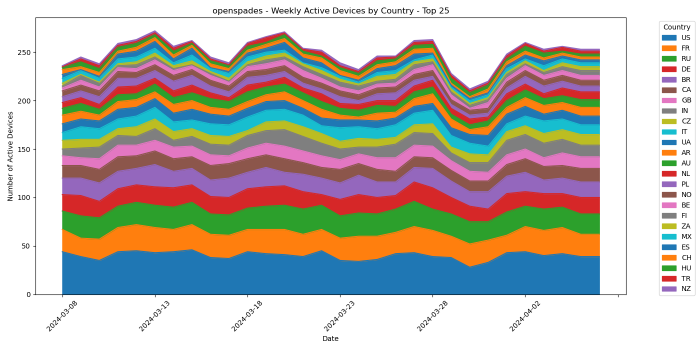 openspades - Weekly Active Devices by Country - Top 25
Number of Active Devices
250
200
150
100
50
0
2024-03-08
2024-03-13
2024-03-18
2024-03-23
2024-03-28
2024-04-02
Date
Country
US
FR
RU
DE
BR
CA
GB
IN
CZ
IT
UA
AR
AU
NL
PL
NO
BE
FI
ZA
MX
ES
CH
HU
TR
NZ